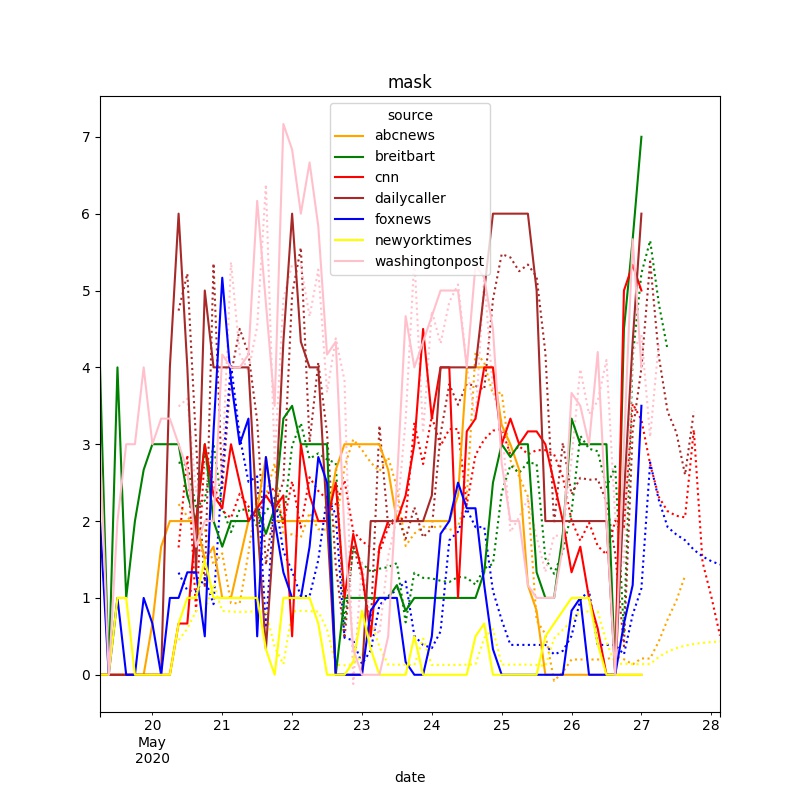 mask
source
abcnews
breitbart
cnn
dailycaller
foxnews
newyorktimes
washingtonpost
7
6
5
4
3
2
1
0
20 21 22 23 24 25 26 27 28
May
2020
date